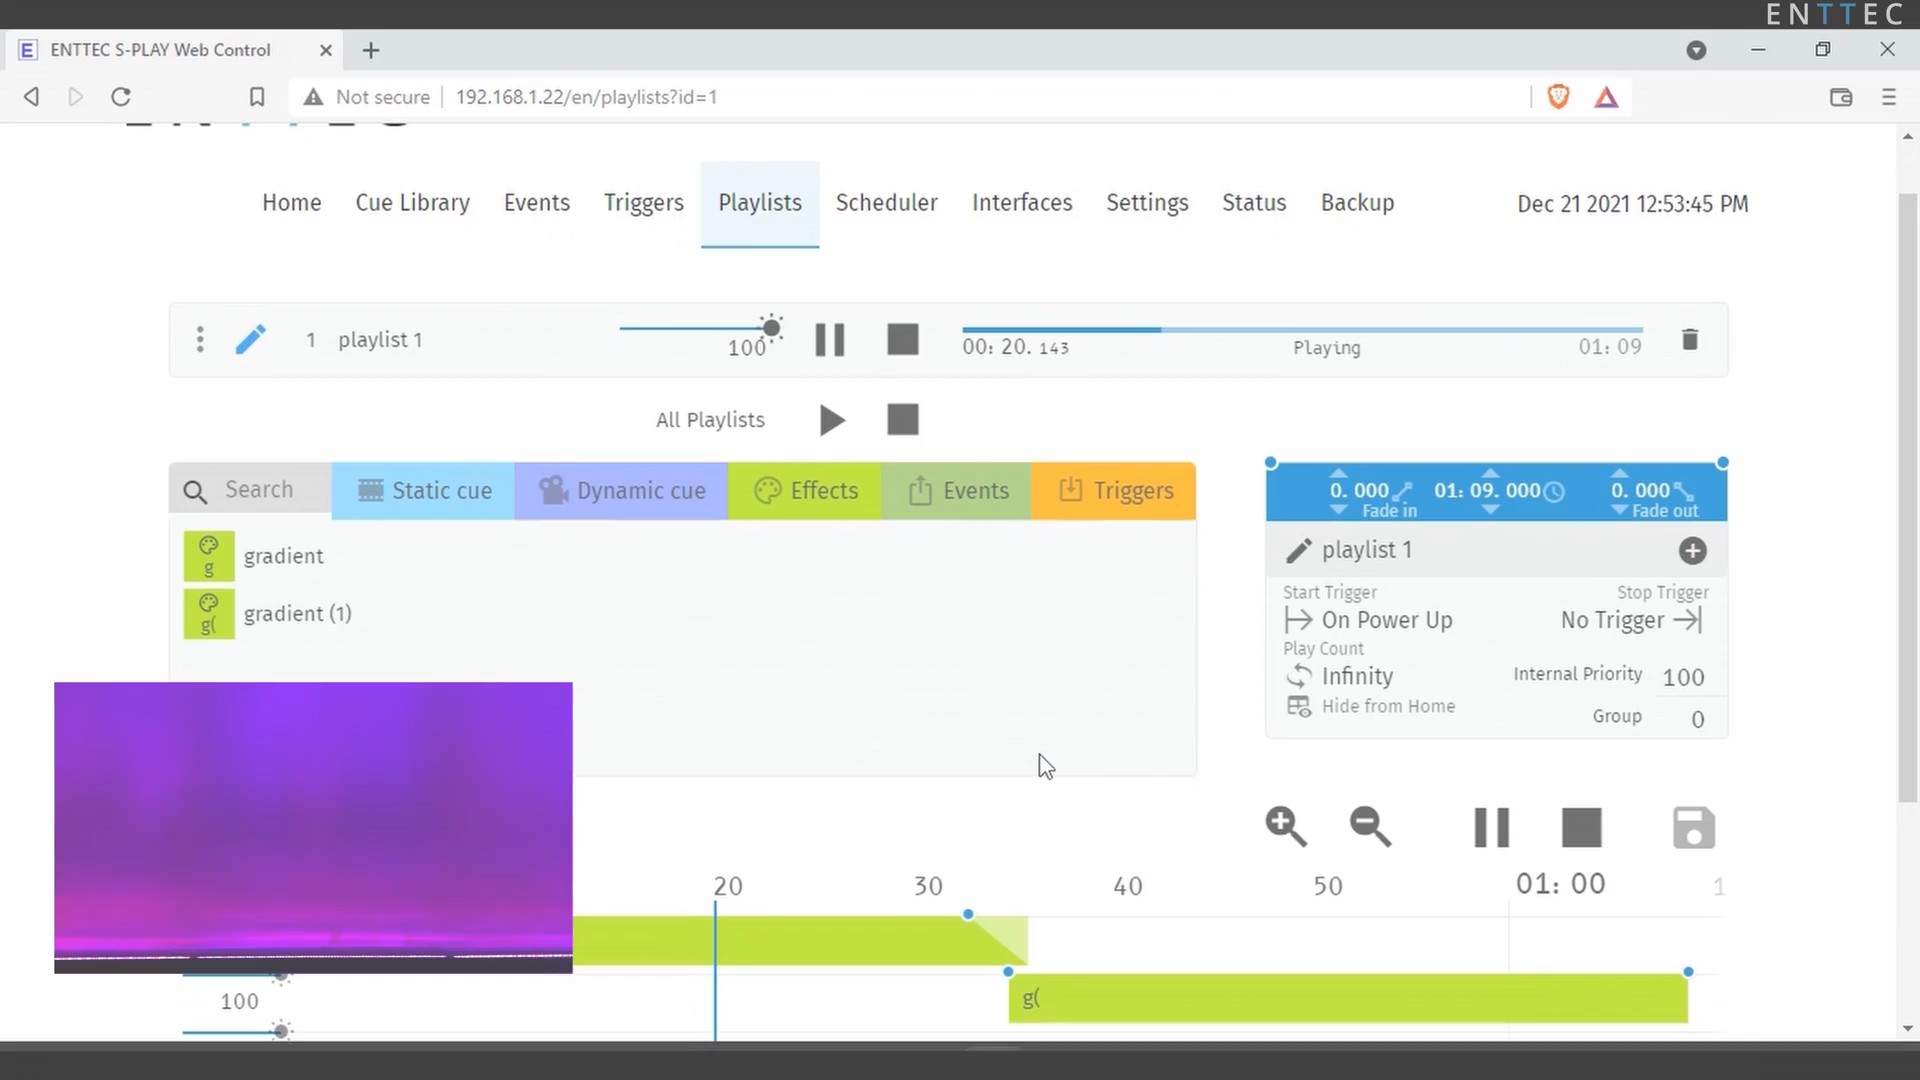 ENTTEC
ENTTEC S-PLAY Web Control
Not secure 192.168.1.22/en/playlists?id=1
Home Cue Library Events Triggers Playlists Scheduler Interfaces Settings Status Backup Dec 21 2021 12:53:45 PM
1 playlist 1 100 00: 20. 143 Playing 01: 09
All Playlists
Search Static cue Dynamic cue Effects Events Triggers
0. 000 01: 09. 000 0. 000
Fade in Fade out
g gradient
g( gradient (1)
playlist 1
Start Trigger Stop Trigger
On Power Up No Trigger
Play Count
Infinity Internal Priority 100
Hide from Home
Group 0
20 30 40 50 01: 00 1
g(
100